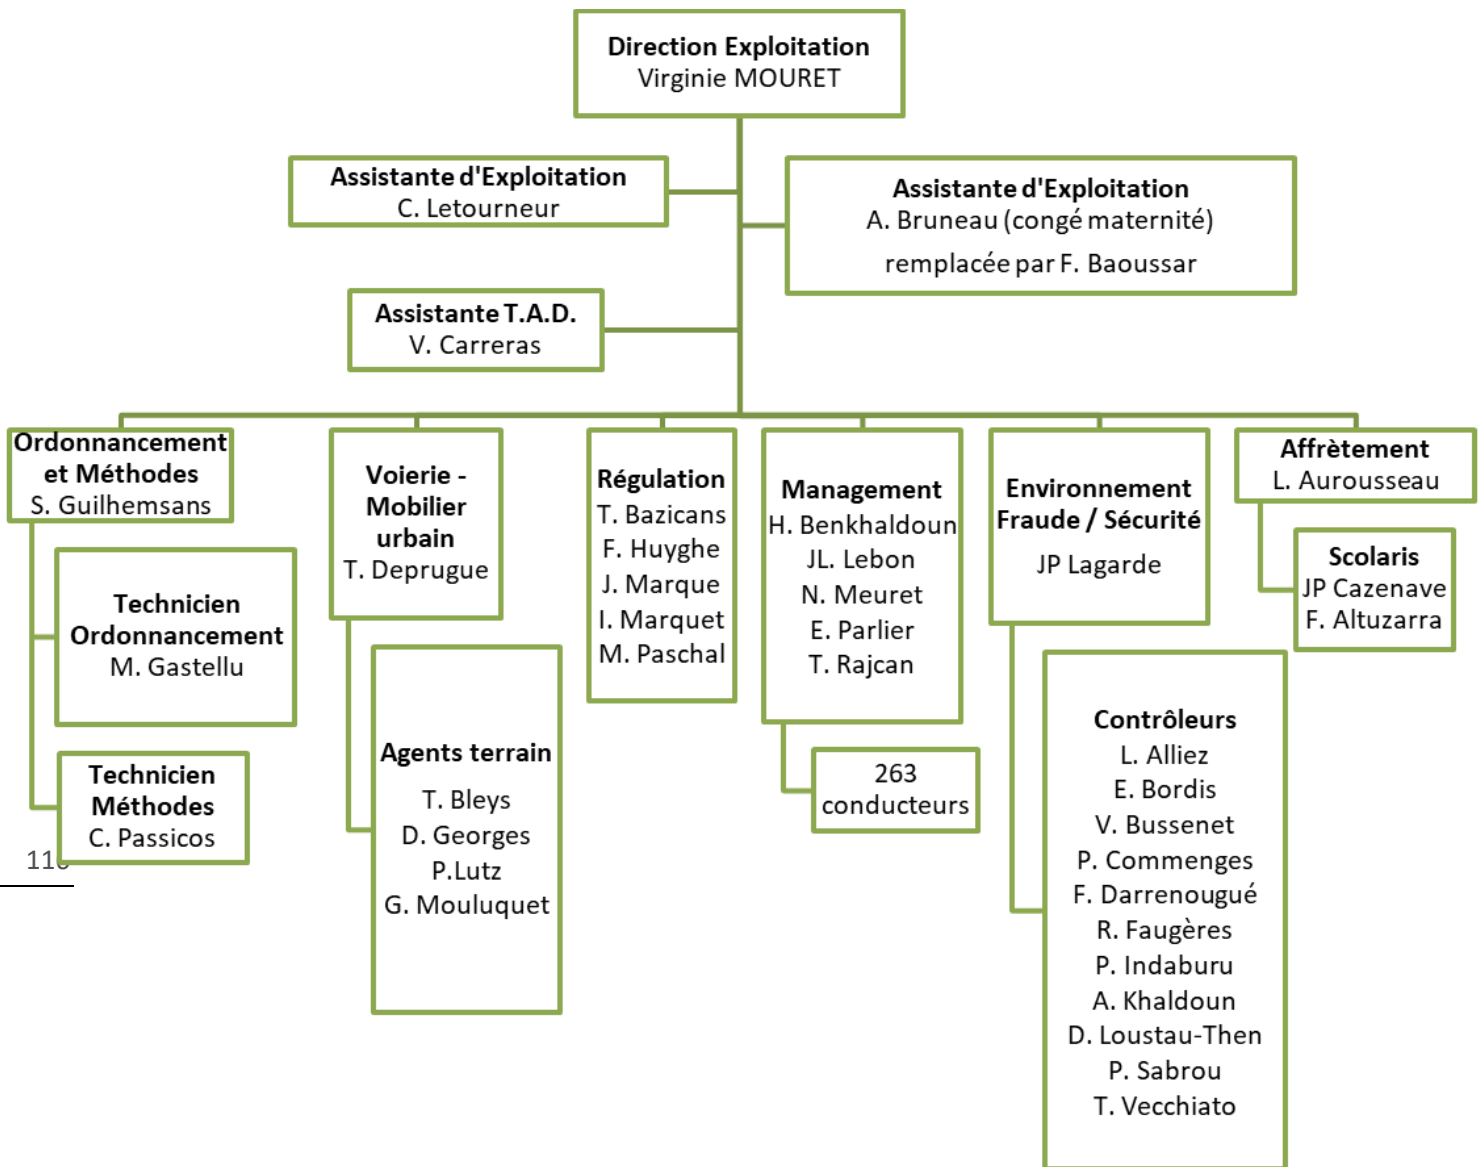 Direction Exploitation
Virginie MOURET
Assistante d'Exploitation
C. Letourneur
Assistante d'Exploitation
A. Bruneau (congé maternité)
remplacée par F. Baoussar
Assistante T.A.D.
V. Carreras
Ordonnancement
et Méthodes
S. Guilhemsans
Technicien
Ordonnancement
M. Gastellu
Technicien
Méthodes
C. Passicos
Voierie -
Mobilier
urbain
T. Deprugue
Agents terrain
T. Bleys
D. Georges
P.Lutz
G. Mouluquet
Régulation
T. Bazicans
F. Huyghe
J. Marque
I. Marquet
M. Paschal
Management
H. Benkhaldoun
JL. Lebon
N. Meuret
E. Parlier
T. Rajcan
263
conducteurs
Environnement
Fraude / Sécurité
JP Lagarde
Contrôleurs
L. Alliez
E. Bordis
V. Bussenet
P. Commenges
F. Darrenougué
R. Faugères
P. Indaburu
A. Khaldoun
D. Loustau-Then
P. Sabrou
T. Vecchiato
Affrètement
L. Aurousseau
Scolaris
JP Cazenave
F. Altuzarra